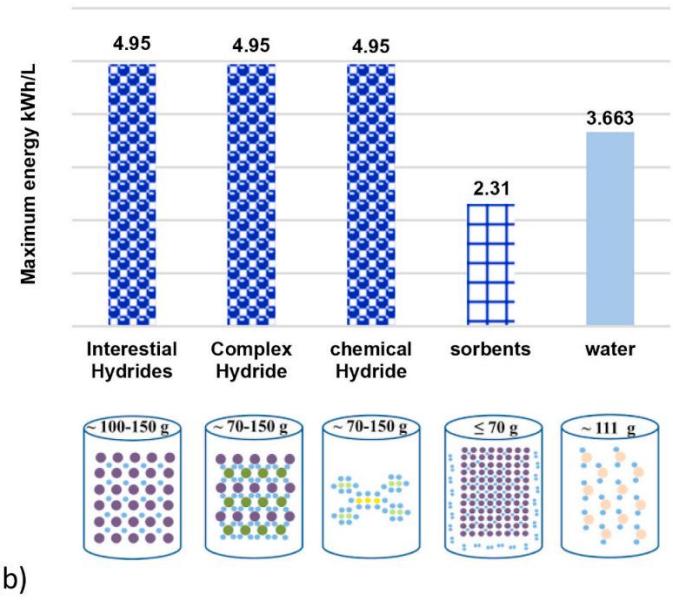 Maximum energy kWh/L
4.95
4.95
4.95
2.31
3.663
Interestial
Hydrides
Complex
Hydride
chemical
Hydride
sorbents
water
~ 100-150 g
~ 70-150 g
~ 70-150 g
≤ 70 g
~ 111 g
b)